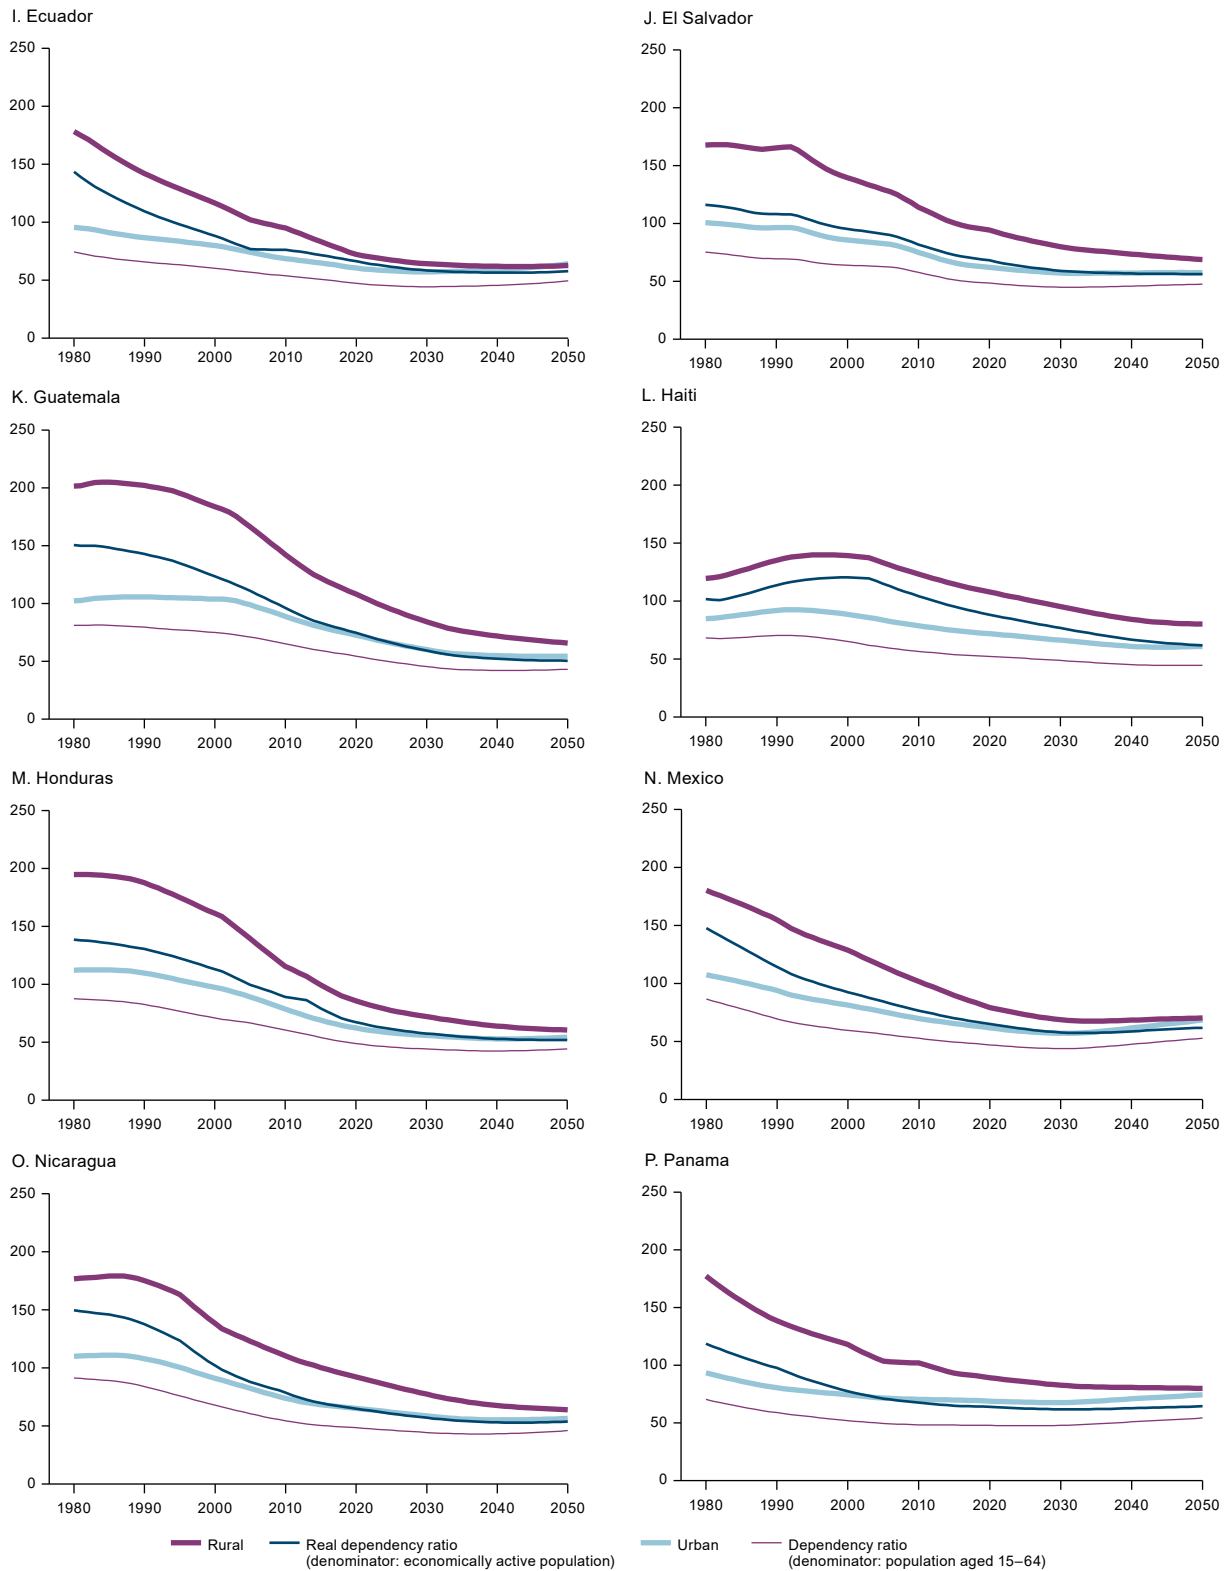 I. Ecuador
250
200
150
100
50
0
1980 1990 2000 2010 2020 2030 2040 2050
J. El Salvador
250
200
150
100
50
0
1980 1990 2000 2010 2020 2030 2040 2050
K. Guatemala
250
200
150
100
50
0
1980 1990 2000 2010 2020 2030 2040 2050
L. Haiti
250
200
150
100
50
0
1980 1990 2000 2010 2020 2030 2040 2050
M. Honduras
250
200
150
100
50
0
1980 1990 2000 2010 2020 2030 2040 2050
N. Mexico
250
200
150
100
50
0
1980 1990 2000 2010 2020 2030 2040 2050
O. Nicaragua
250
200
150
100
50
0
1980 1990 2000 2010 2020 2030 2040 2050
P. Panama
250
200
150
100
50
0
1980 1990 2000 2010 2020 2030 2040 2050
Rural
Real dependency ratio
(denominator: economically active population)
Urban
Dependency ratio
(denominator: population aged 15–64)